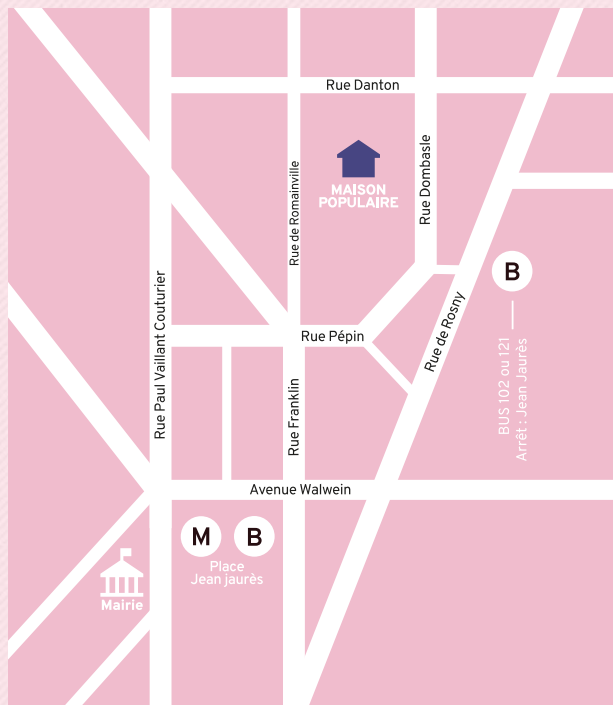 Rue Danton
MAISON
POPULAIRE
Rue de Romainville
Rue Dombasle
B
BUS 102 ou 121
Arrêt : Jean Jaurès
Rue Paul Vaillant Couturier
Rue Pépin
Rue de Rosny
Rue Franklin
Avenue Walwein
M
B
Place
Jean jaurès
Mairie